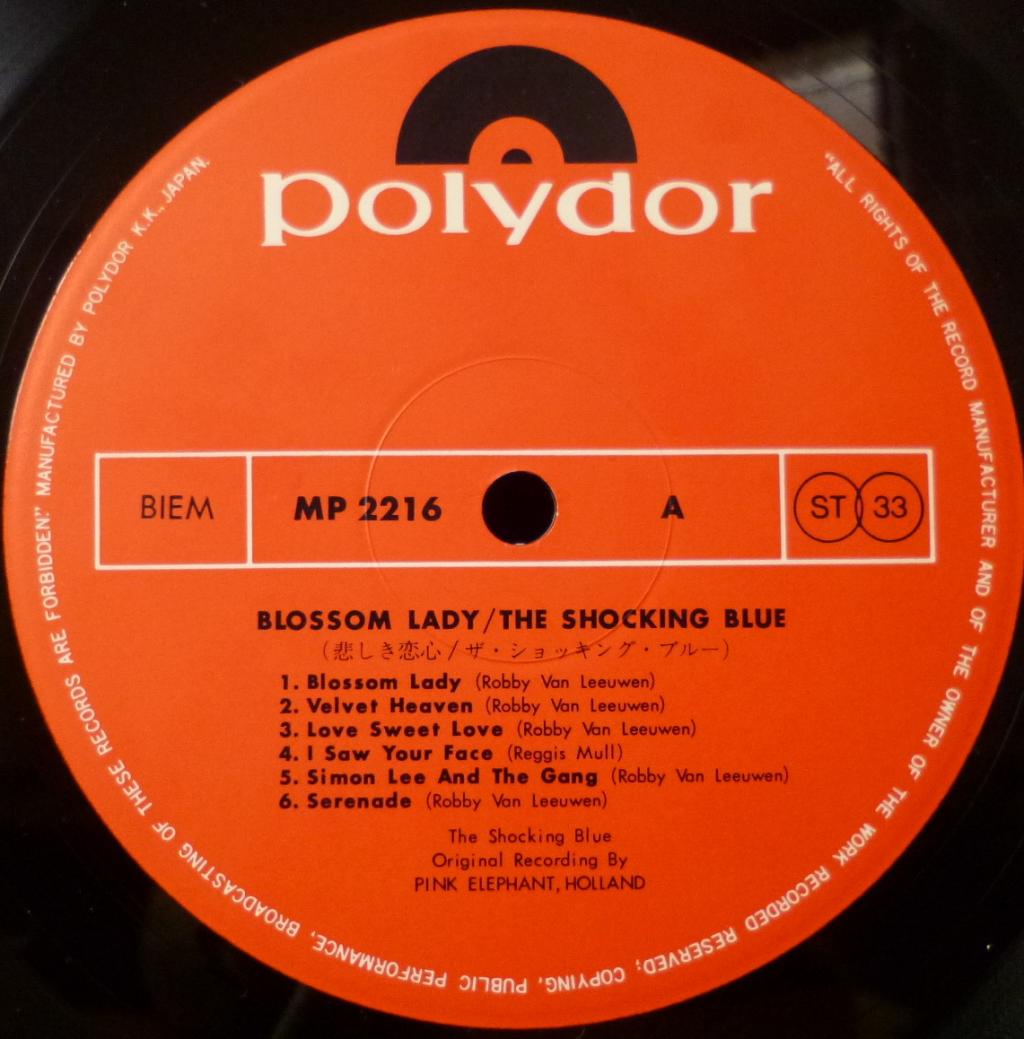 polydor
"ALL RIGHTS OF THE RECORD MANUFACTURER AND OF THE OWNER OF THE WORK RECORDED RESERVED; COPYING, PUBLIC PERFORMANCE, BROADCASTING OF THESE RECORDS ARE FORBIDDEN." MANUFACTURED BY POLYDOR K.K., JAPAN.
BIEM MP 2216 A ST 33
BLOSSOM LADY/THE SHOCKING BLUE
(悲しき恋心/ザ・ショッキング・ブルー)
1. Blossom Lady (Robby Van Leeuwen)
2. Velvet Heaven (Robby Van Leeuwen)
3. Love Sweet Love (Robby Van Leeuwen)
4. I Saw Your Face (Reggis Mull)
5. Simon Lee And The Gang (Robby Van Leeuwen)
6. Serenade (Robby Van Leeuwen)
The Shocking Blue
Original Recording By
PINK ELEPHANT, HOLLAND